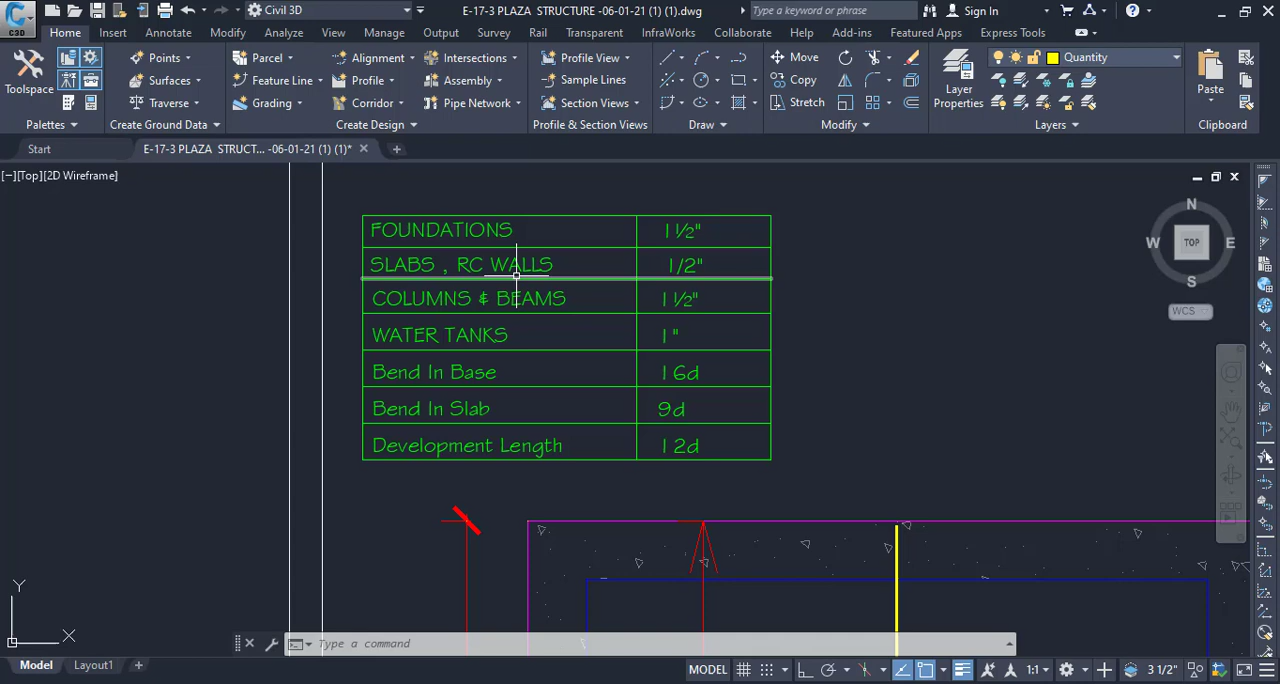 C3D
Civil 3D
E-17-3 PLAZA STRUCTURE -06-01-21 (1) (1).dwg
Type a keyword or phrase
Sign In
Home Insert Annotate Modify Analyze View Manage Output Survey Rail Transparent InfraWorks Collaborate Help Add-ins Featured Apps Express Tools
Toolspace
Palettes
Points
Surfaces
Traverse
Create Ground Data
Parcel
Feature Line
Grading
Alignment
Profile
Corridor
Intersections
Assembly
Pipe Network
Create Design
Profile View
Sample Lines
Section Views
Profile & Section Views
Draw
Move
Copy
Stretch
Modify
Layer
Properties
Quantity
Layers
Paste
Clipboard
Start
E-17-3 PLAZA STRUCT... -06-01-21 (1) (1)*
[−][Top][2D Wireframe]
N
W TOP E
S
WCS
FOUNDATIONS 1 ½"
SLABS , RC WALLS 1/2"
COLUMNS & BEAMS 1 ½"
WATER TANKS 1 "
Bend In Base 16d
Bend In Slab 9d
Development Length 12d
Y
X
Type a command
Model Layout1
MODEL
1:1
3 1/2"